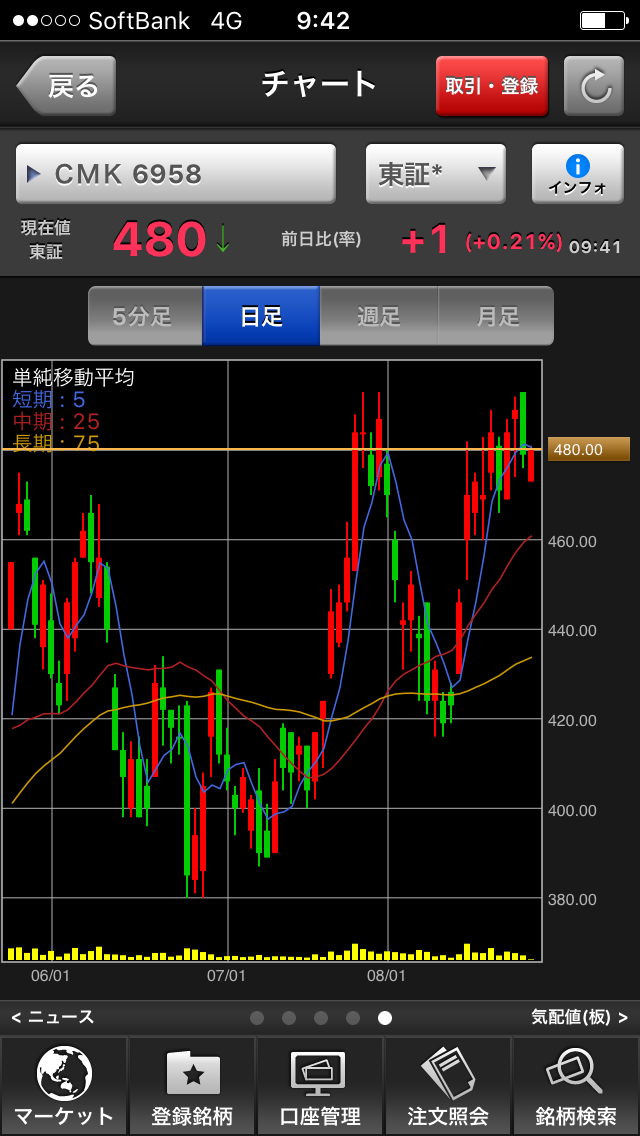 SoftBank 4G 9:42
戻る チャート 取引・登録
CMK 6958 東証* インフォ
現在値 東証 480↓ 前日比(率) +1 (+0.21%) 09:41
5分足 日足 週足 月足
単純移動平均
短期:5
中期:25
長期:75
480.00
460.00
440.00
420.00
400.00
380.00
06/01 07/01 08/01
< ニュース 気配値(板) >
マーケット 登録銘柄 口座管理 注文照会 銘柄検索